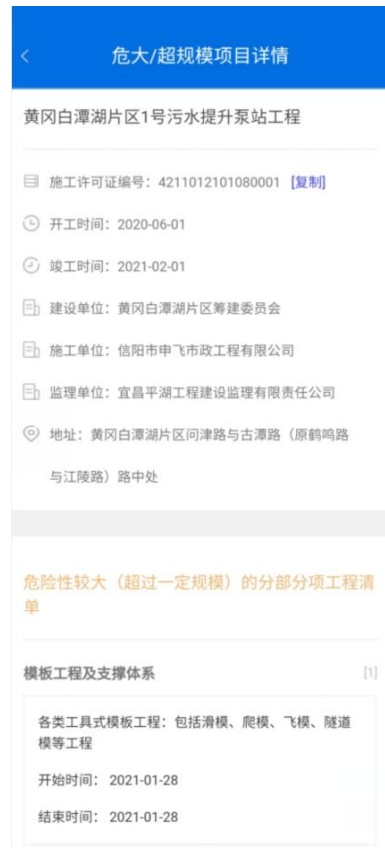 危大/超规模项目详情
黄冈白潭湖片区1号污水提升泵站工程
施工许可证编号：4211012101080001 [复制]
开工时间：2020-06-01
竣工时间：2021-02-01
建设单位：黄冈白潭湖片区筹建委员会
施工单位：信阳市申飞市政工程有限公司
监理单位：宜昌平湖工程建设监理有限责任公司
地址：黄冈白潭湖片区问津路与古潭路（原鹤鸣路
与江陵路）路中处
危险性较大（超过一定规模）的分部分项工程清
单
模板工程及支撑体系 [1]
各类工具式模板工程：包括滑模、爬模、飞模、隧道
模等工程
开始时间： 2021-01-28
结束时间： 2021-01-28